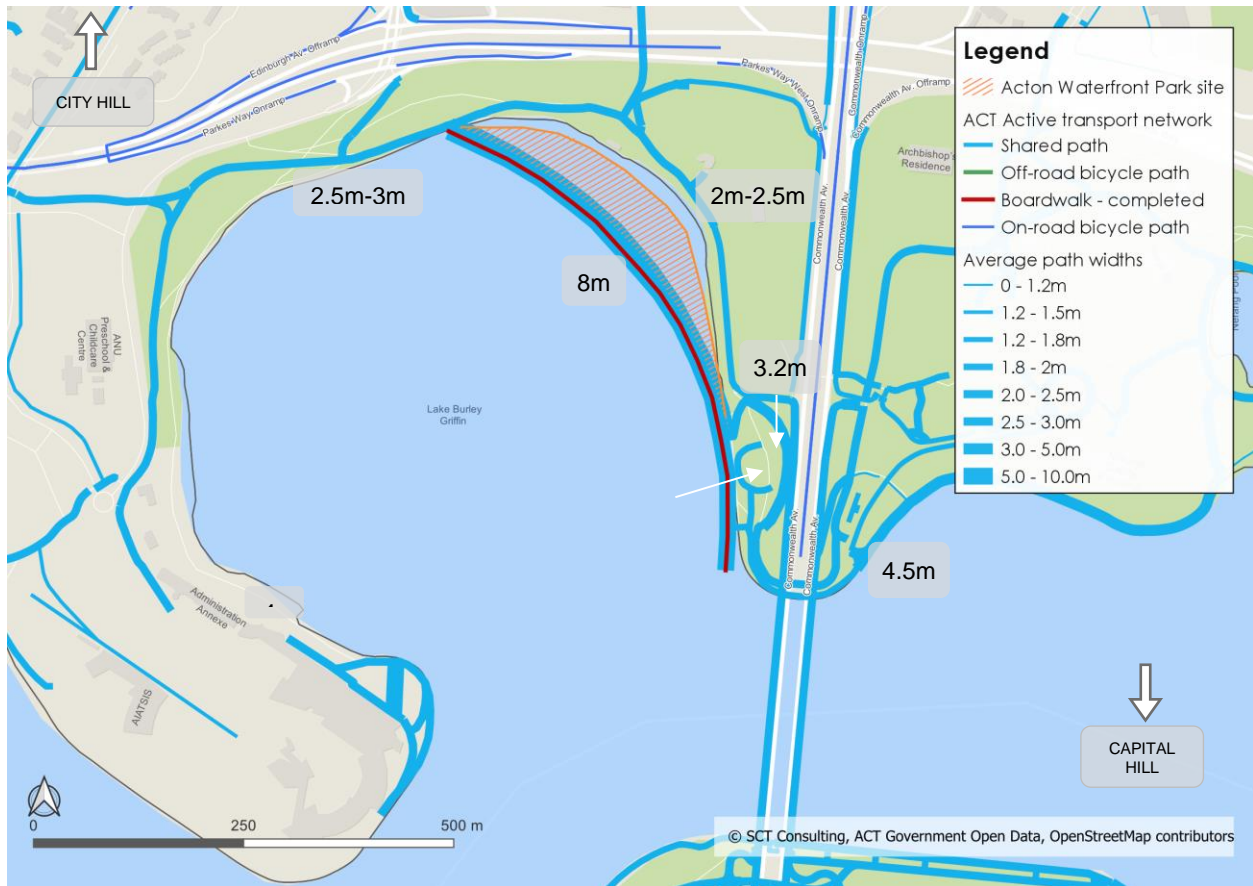 CITY HILL
Edinburgh Av. Offramp
Parkes Way Onramp
Parkes Way West Onramp
Commonwealth Av. Onramp
Commonwealth Av. Offramp
Archbishop's
Residence
2.5m-3m
2m-2.5m
Commonwealth Av.
Commonwealth Av.
8m
ANU
Preschool &
Childcare
Centre
3.2m
Lake Burley
Griffin
Commonwealth Av.
Commonwealth Av.
4.5m
Administration
Annexe
AIATSIS
CAPITAL
HILL
0 250 500 m
Legend
Acton Waterfront Park site
ACT Active transport network
Shared path
Off-road bicycle path
Boardwalk - completed
On-road bicycle path
Average path widths
0 - 1.2m
1.2 - 1.5m
1.2 - 1.8m
1.8 - 2m
2.0 - 2.5m
2.5 - 3.0m
3.0 - 5.0m
5.0 - 10.0m
© SCT Consulting, ACT Government Open Data, OpenStreetMap contributors